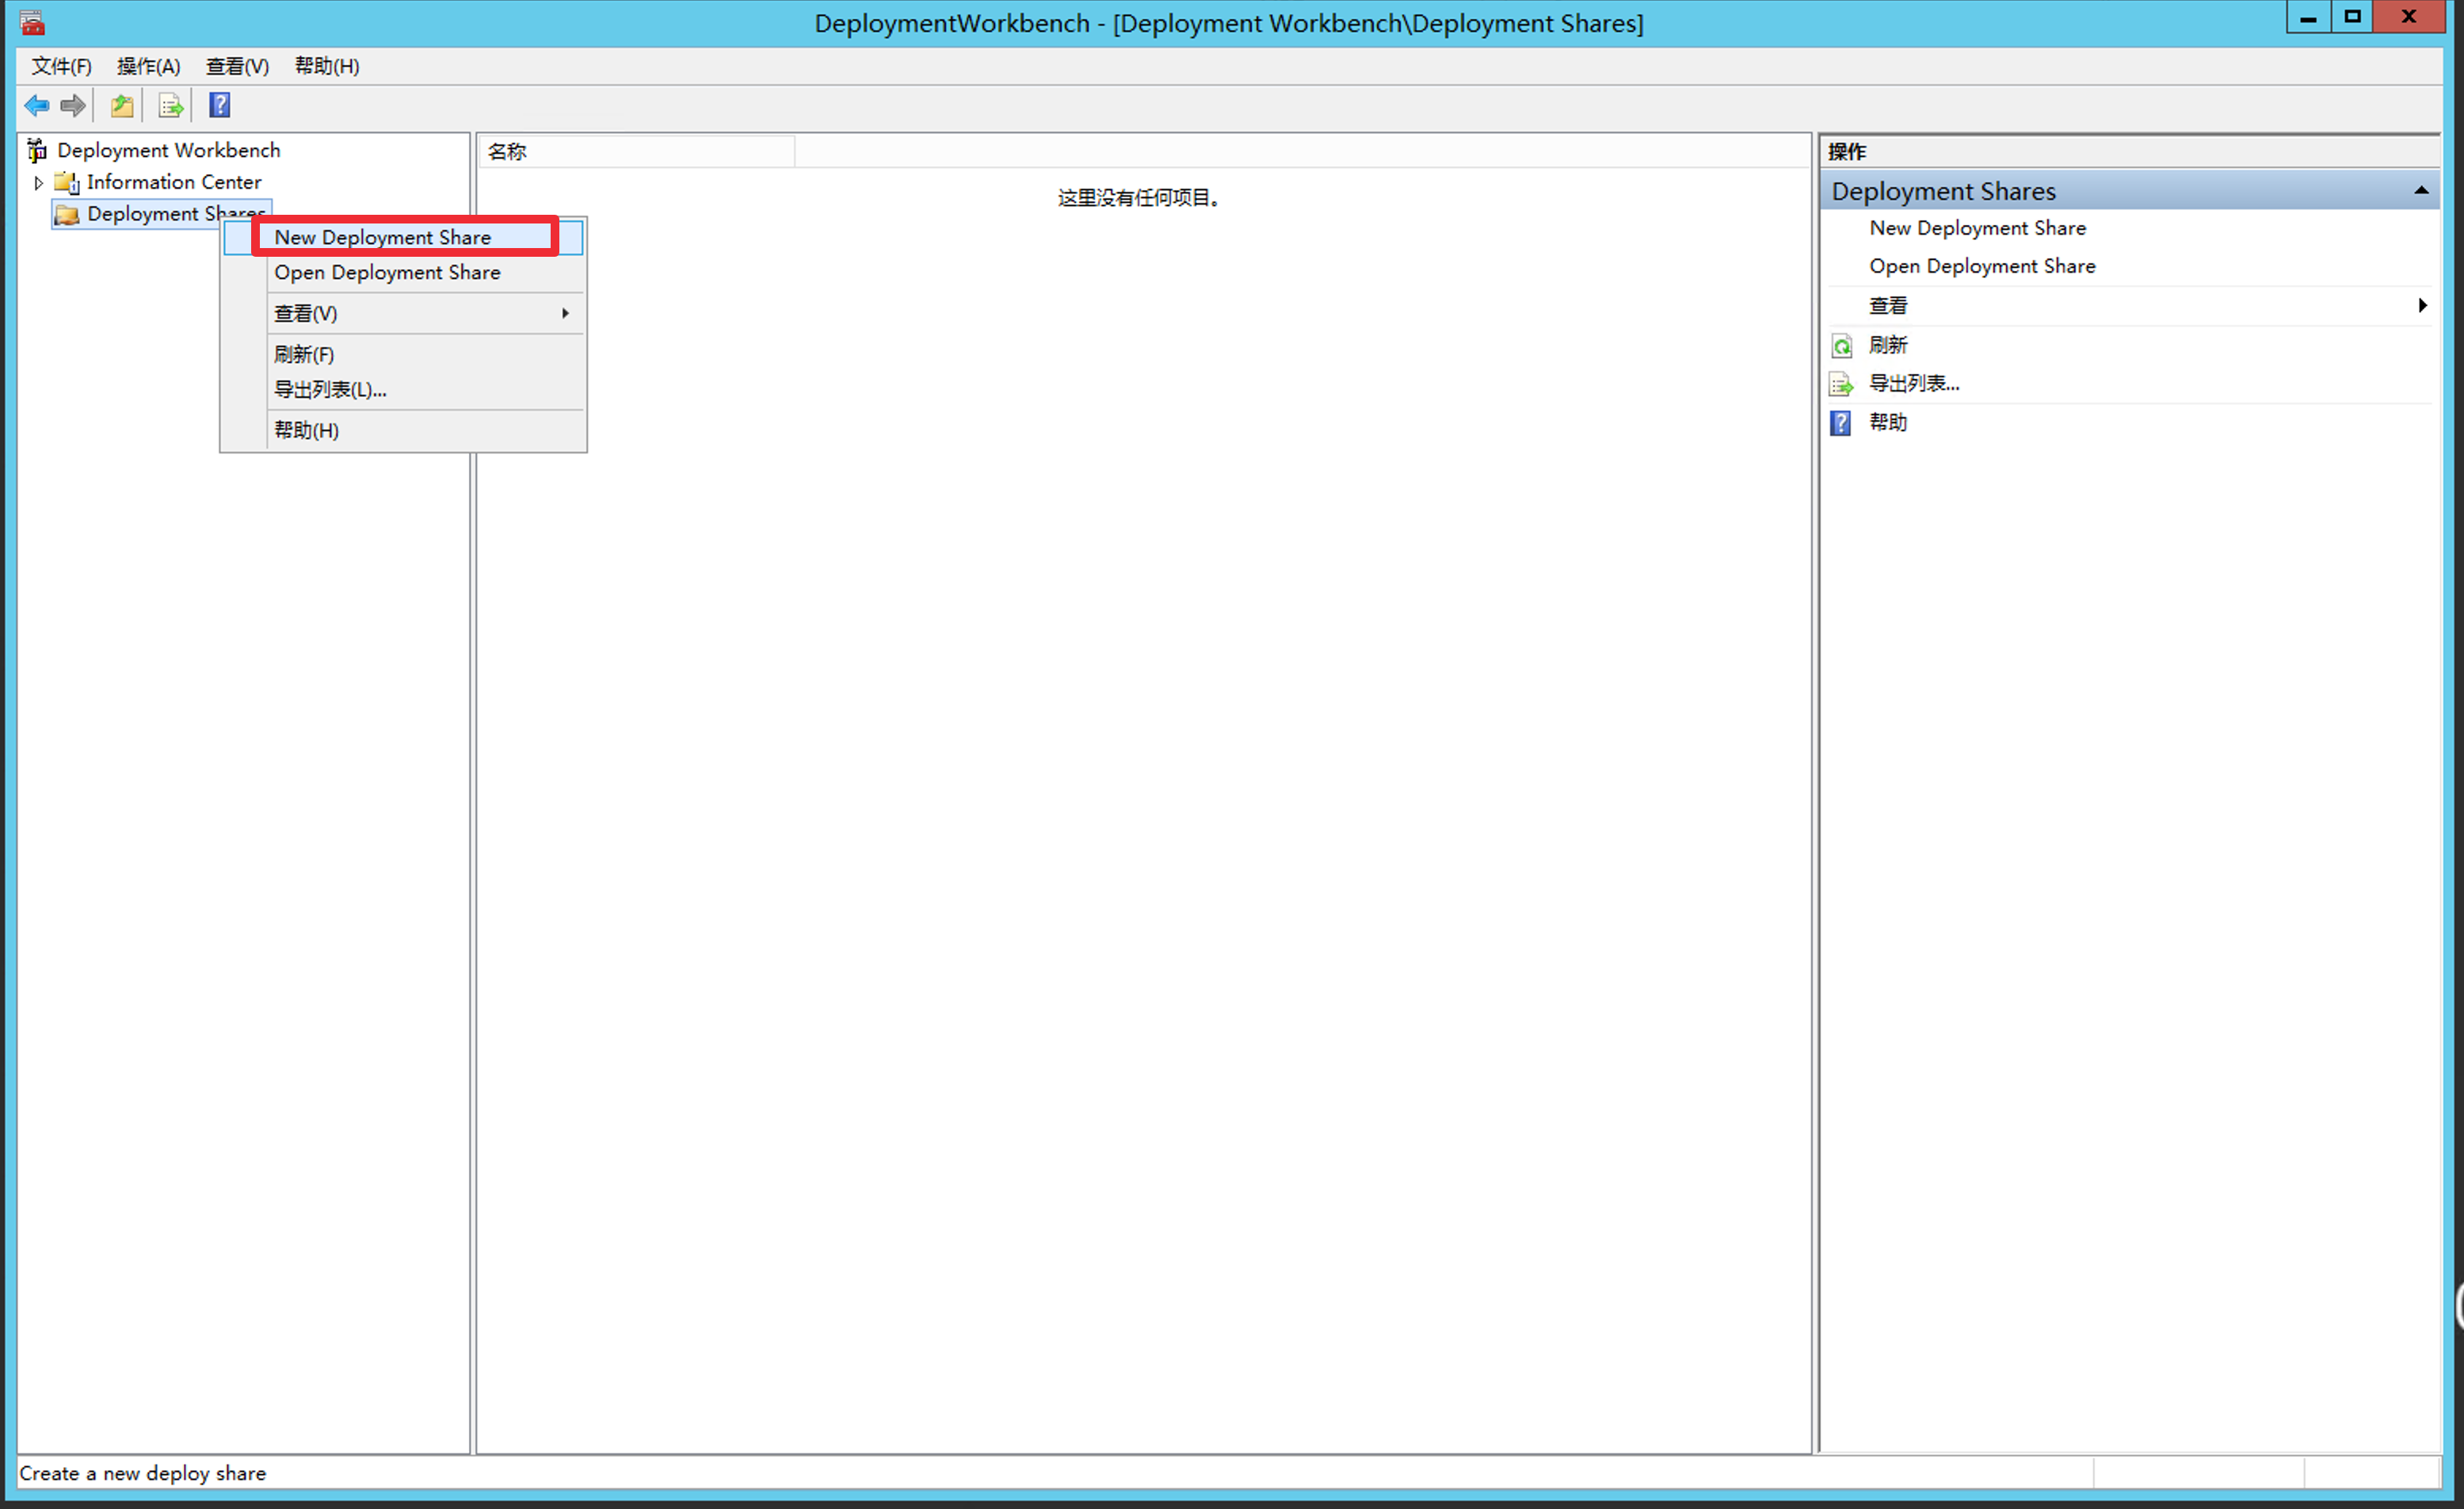 DeploymentWorkbench - [Deployment Workbench\Deployment Shares]
文件(F) 操作(A) 查看(V) 帮助(H)
Deployment Workbench
Information Center
Deployment Shares
New Deployment Share
Open Deployment Share
查看(V)
刷新(F)
导出列表(L)...
帮助(H)
名称
这里没有任何项目。
操作
Deployment Shares
New Deployment Share
Open Deployment Share
查看
刷新
导出列表...
帮助
Create a new deploy share